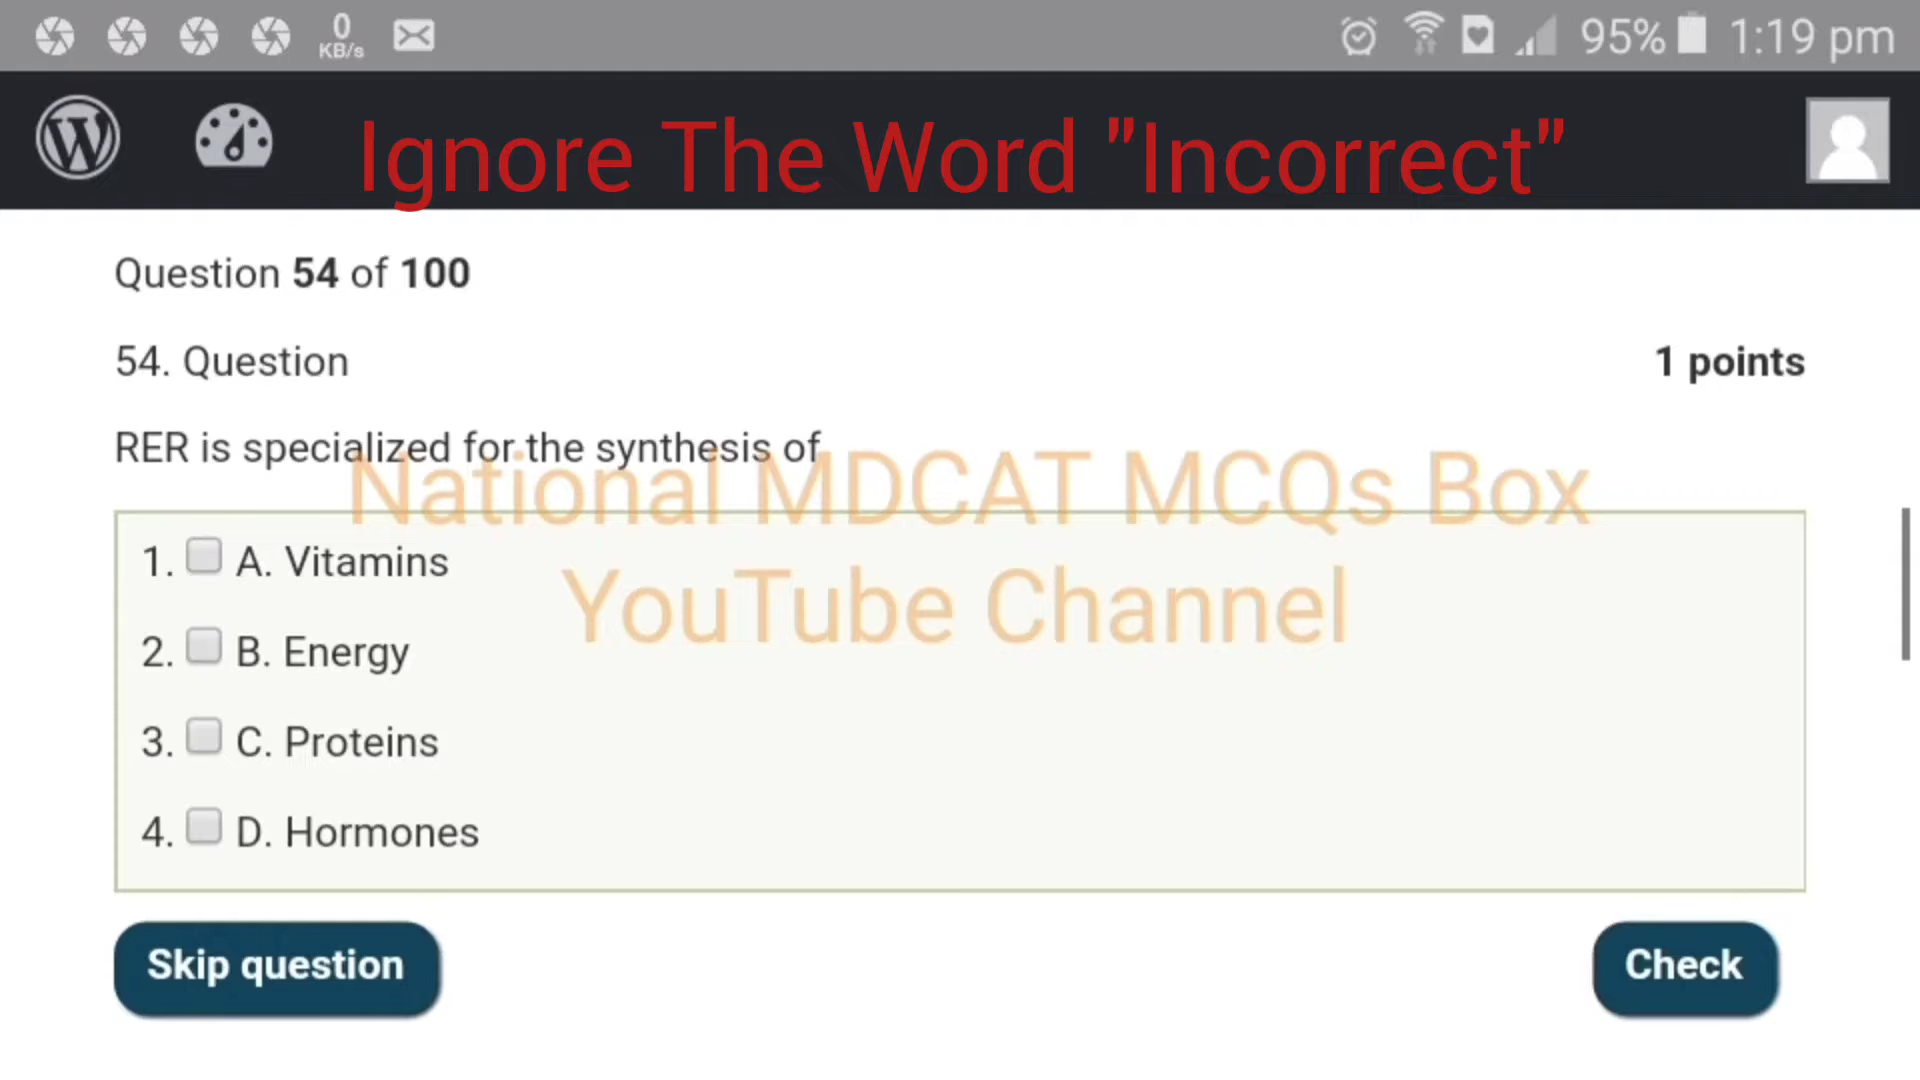 0
KB/s
95% 1:19 pm
Ignore The Word "Incorrect"
Question 54 of 100
54. Question
1 points
RER is specialized for the synthesis of
National MDCAT MCQs Box
YouTube Channel
1. A. Vitamins
2. B. Energy
3. C. Proteins
4. D. Hormones
Skip question
Check